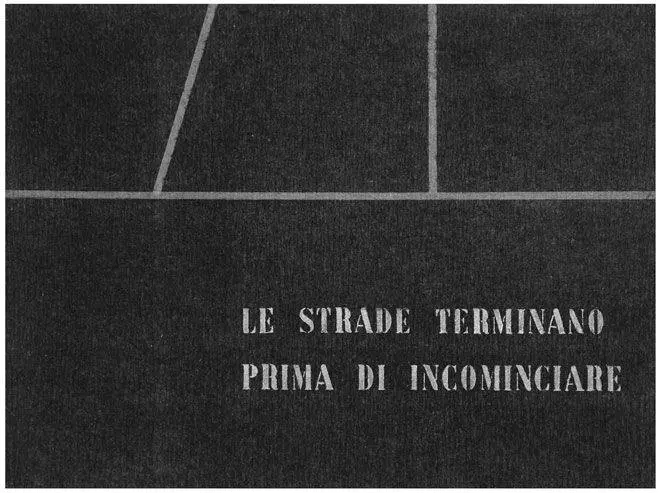 LE STRADE TERMINANO
PRIMA DI INCOMINCIARE